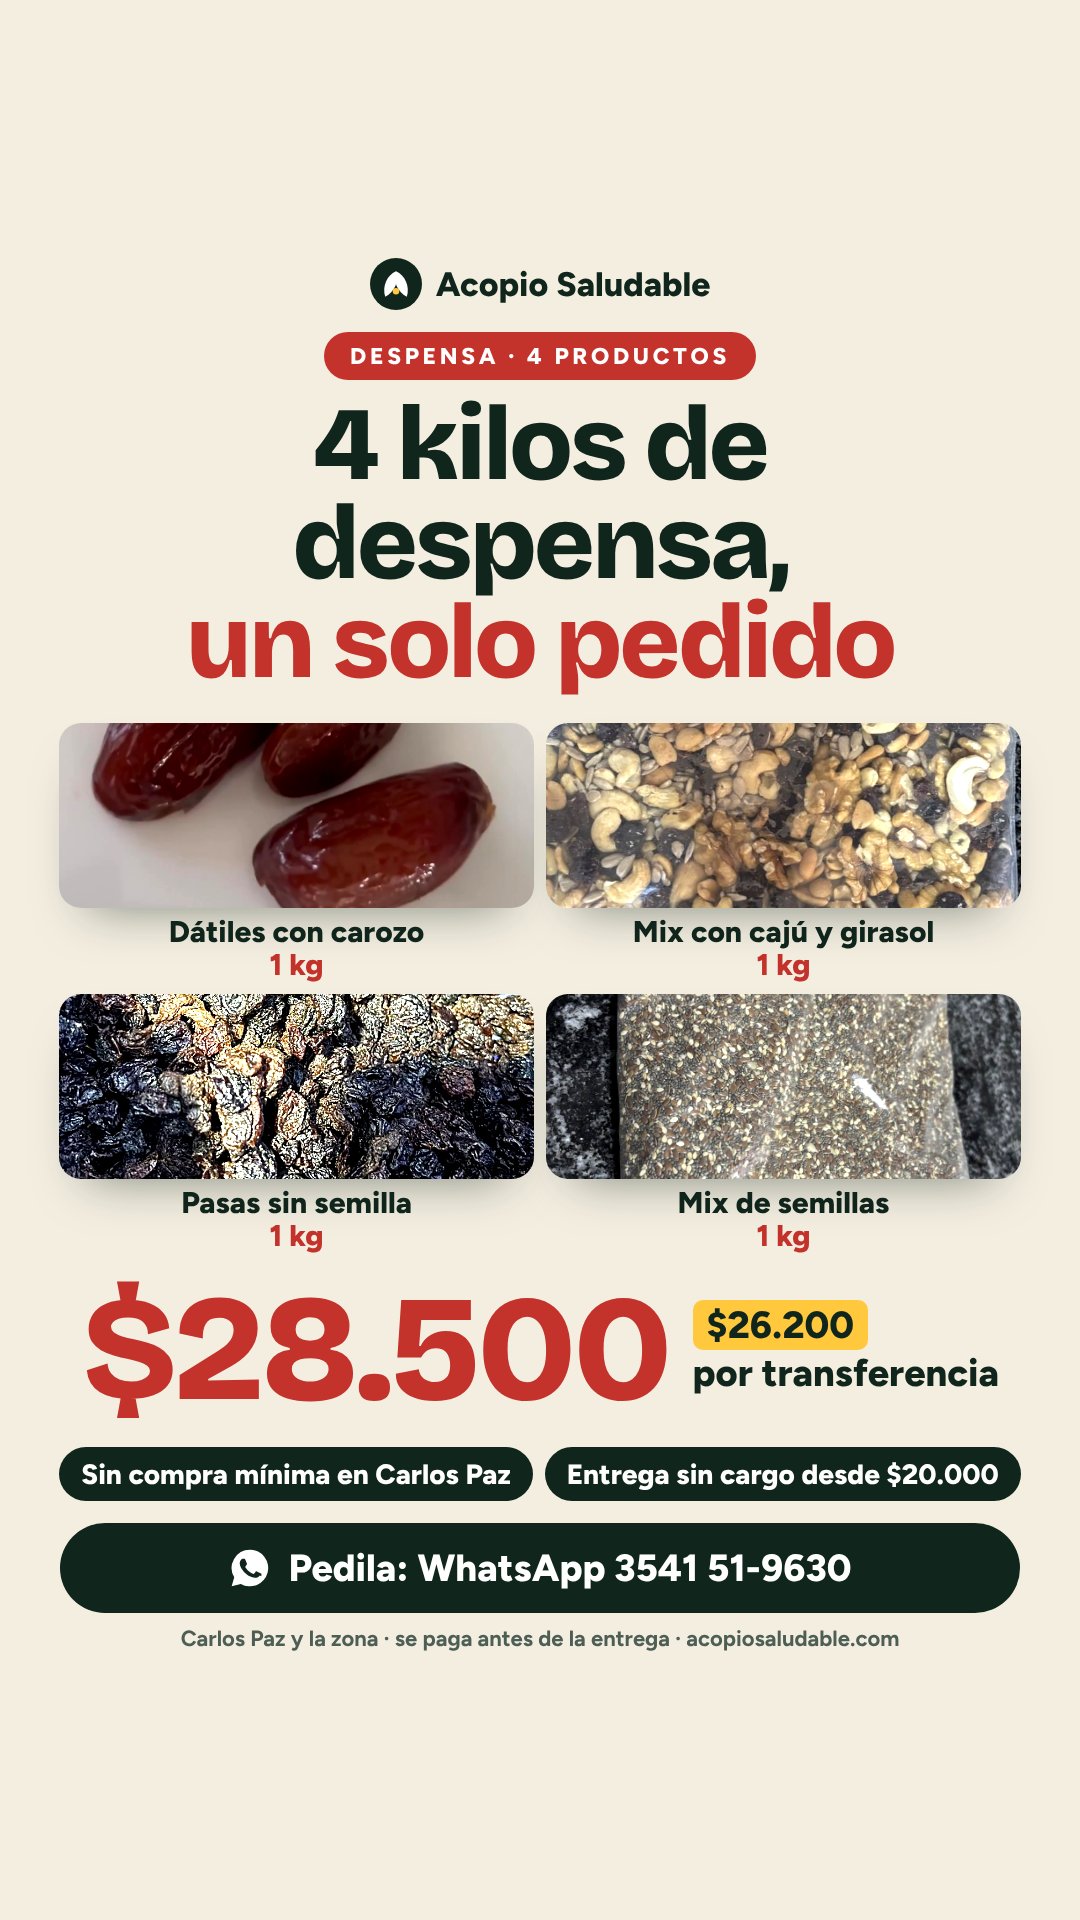 Acopio Saludable
DESPENSA · 4 PRODUCTOS
4 kilos de
despensa,
un solo pedido
Dátiles con carozo
1 kg
Mix con cajú y girasol
1 kg
Pasas sin semilla
1 kg
Mix de semillas
1 kg
$28.500
$26.200
por transferencia
Sin compra mínima en Carlos Paz
Entrega sin cargo desde $20.000
Pedila: WhatsApp 3541 51-9630
Carlos Paz y la zona · se paga antes de la entrega · acopiosaludable.com